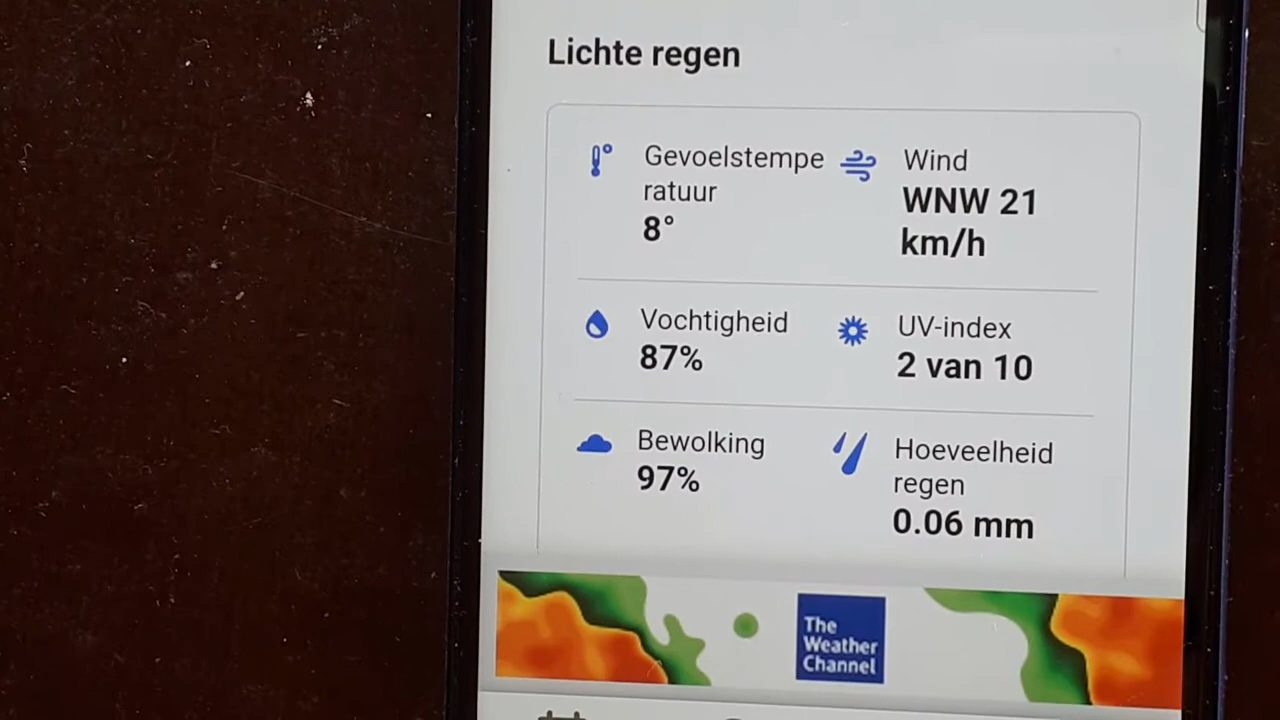 Lichte regen
Gevoelstempe
ratuur
8°
Wind
WNW 21
km/h
Vochtigheid
87%
UV-index
2 van 10
Bewolking
97%
Hoeveelheid
regen
0.06 mm
The
Weather
Channel